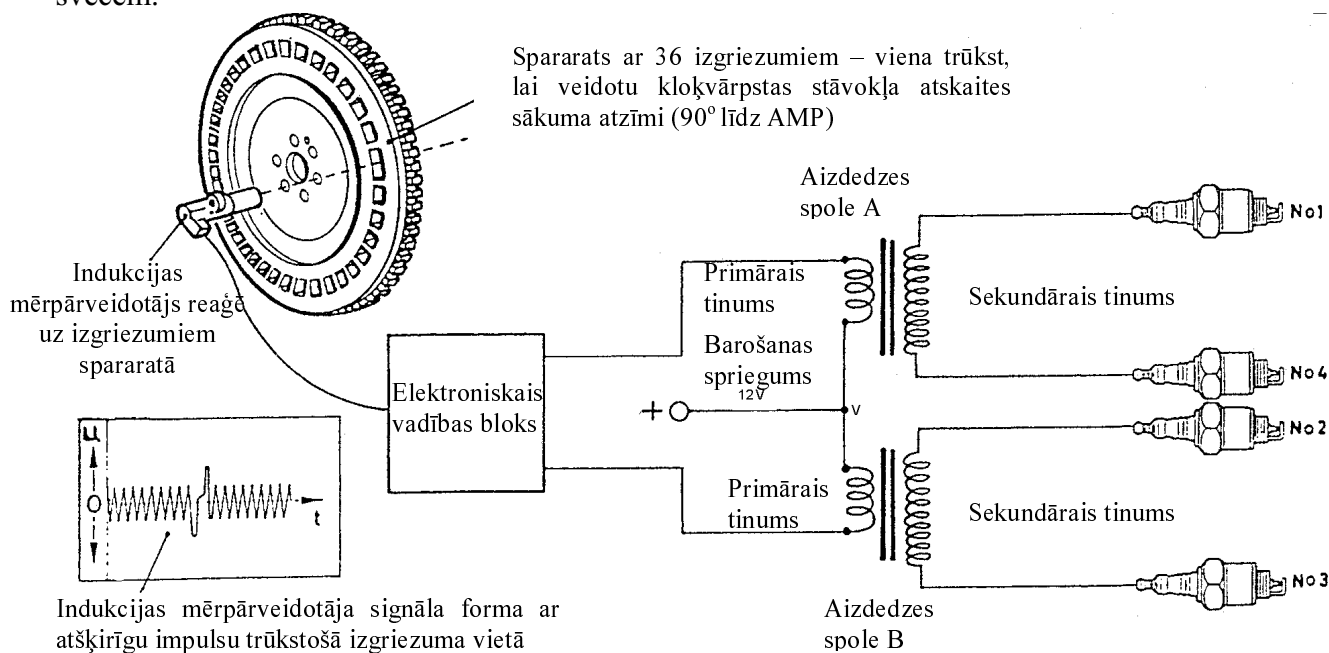 svecēm.
Spararats ar 36 izgriezumiem – viena trūkst,
lai veidotu kloķvārpstas stāvokļa atskaites
sākuma atzīmi (90° līdz AMP)
Aizdedzes
spole A
No1
Indukcijas
mērpārveidotājs reaģē
uz izgriezumiem
spararatā
Primārais
tinums
Sekundārais tinums
Barošanas
spriegums
12V
+
V
Elektroniskais
vadības bloks
No4
No2
u
0
t
Primārais
tinums
Sekundārais tinums
No3
Indukcijas mērpārveidotāja signāla forma ar
atšķirīgu impulsu trūkstošā izgriezuma vietā
Aizdedzes
spole B